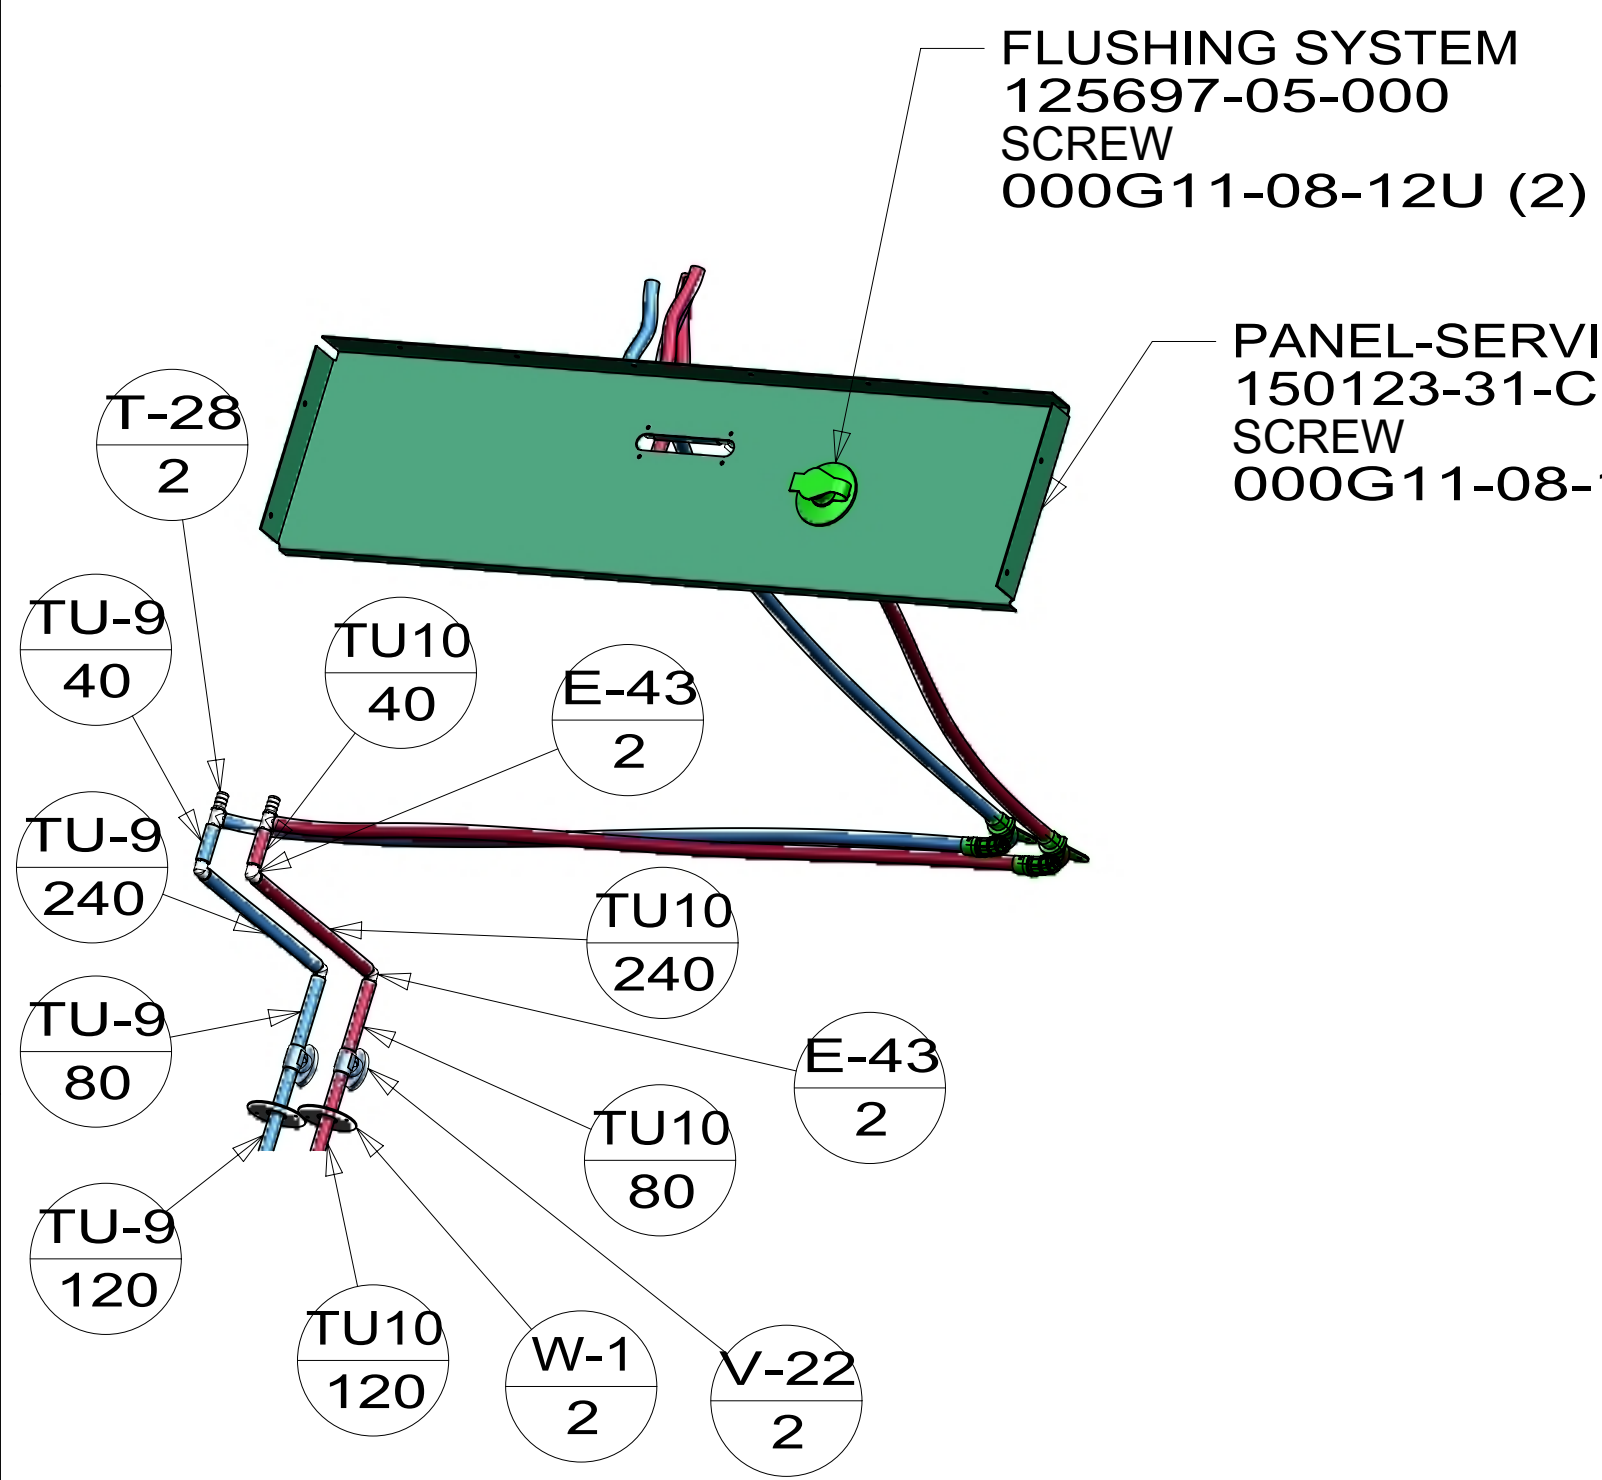 FLUSHING SYSTEM
125697-05-000
SCREW
000G11-08-12U (2)
PANEL-SERVI
150123-31-C
SCREW
000G11-08-
T-28
2
TU-9
40
TU10
40
E-43
2
TU-9
240
TU10
240
TU-9
80
E-43
2
TU10
80
TU-9
120
TU10
120
W-1
2
V-22
2